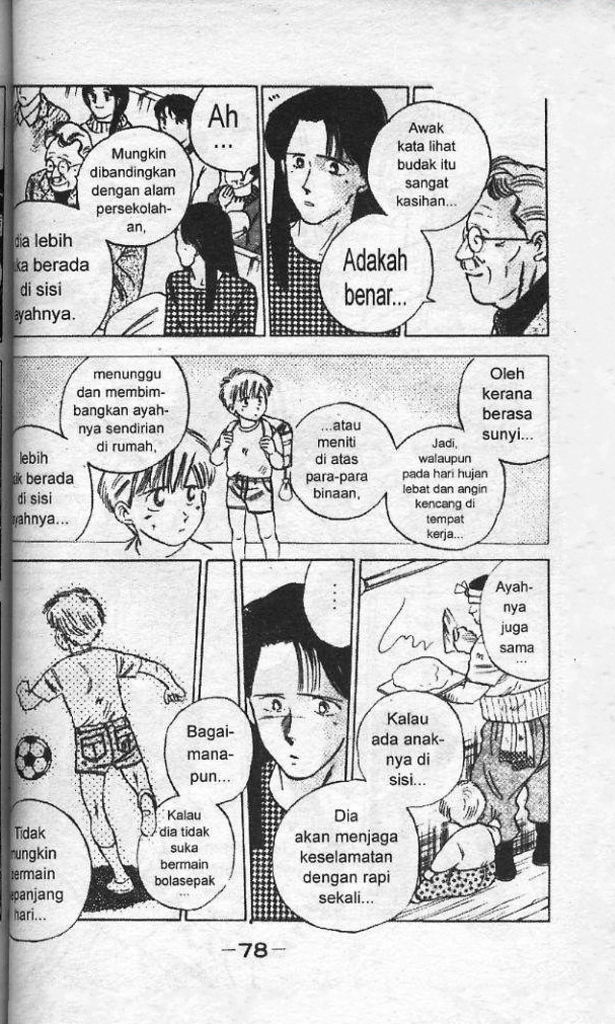 Awak
kata lihat
budak itu
sangat
kasihan...
Adakah
benar...
Ah
...
Mungkin
dibandingkan
dengan alam
persekolah-
an,
dia lebih
ka berada
di sisi
yahnya.
Oleh
kerana
berasa
sunyi...
Jadi,
walaupun
pada hari hujan
lebat dan angin
kencang di
tempat
kerja...
...atau
meniti
di atas
para-para
binaan,
menunggu
dan membim-
bangkan ayah-
nya sendirian
di rumah,
lebih
k berada
di sisi
yahnya...
Ayah-
nya
juga
sama
...
Kalau
ada anak-
nya di
sisi...
Dia
akan menjaga
keselamatan
dengan rapi
sekali...
Bagai-
mana-
pun...
Kalau
dia tidak
suka
bermain
bolasepak
...
Tidak
ungkin
ermain
panjang
hari...
—78—